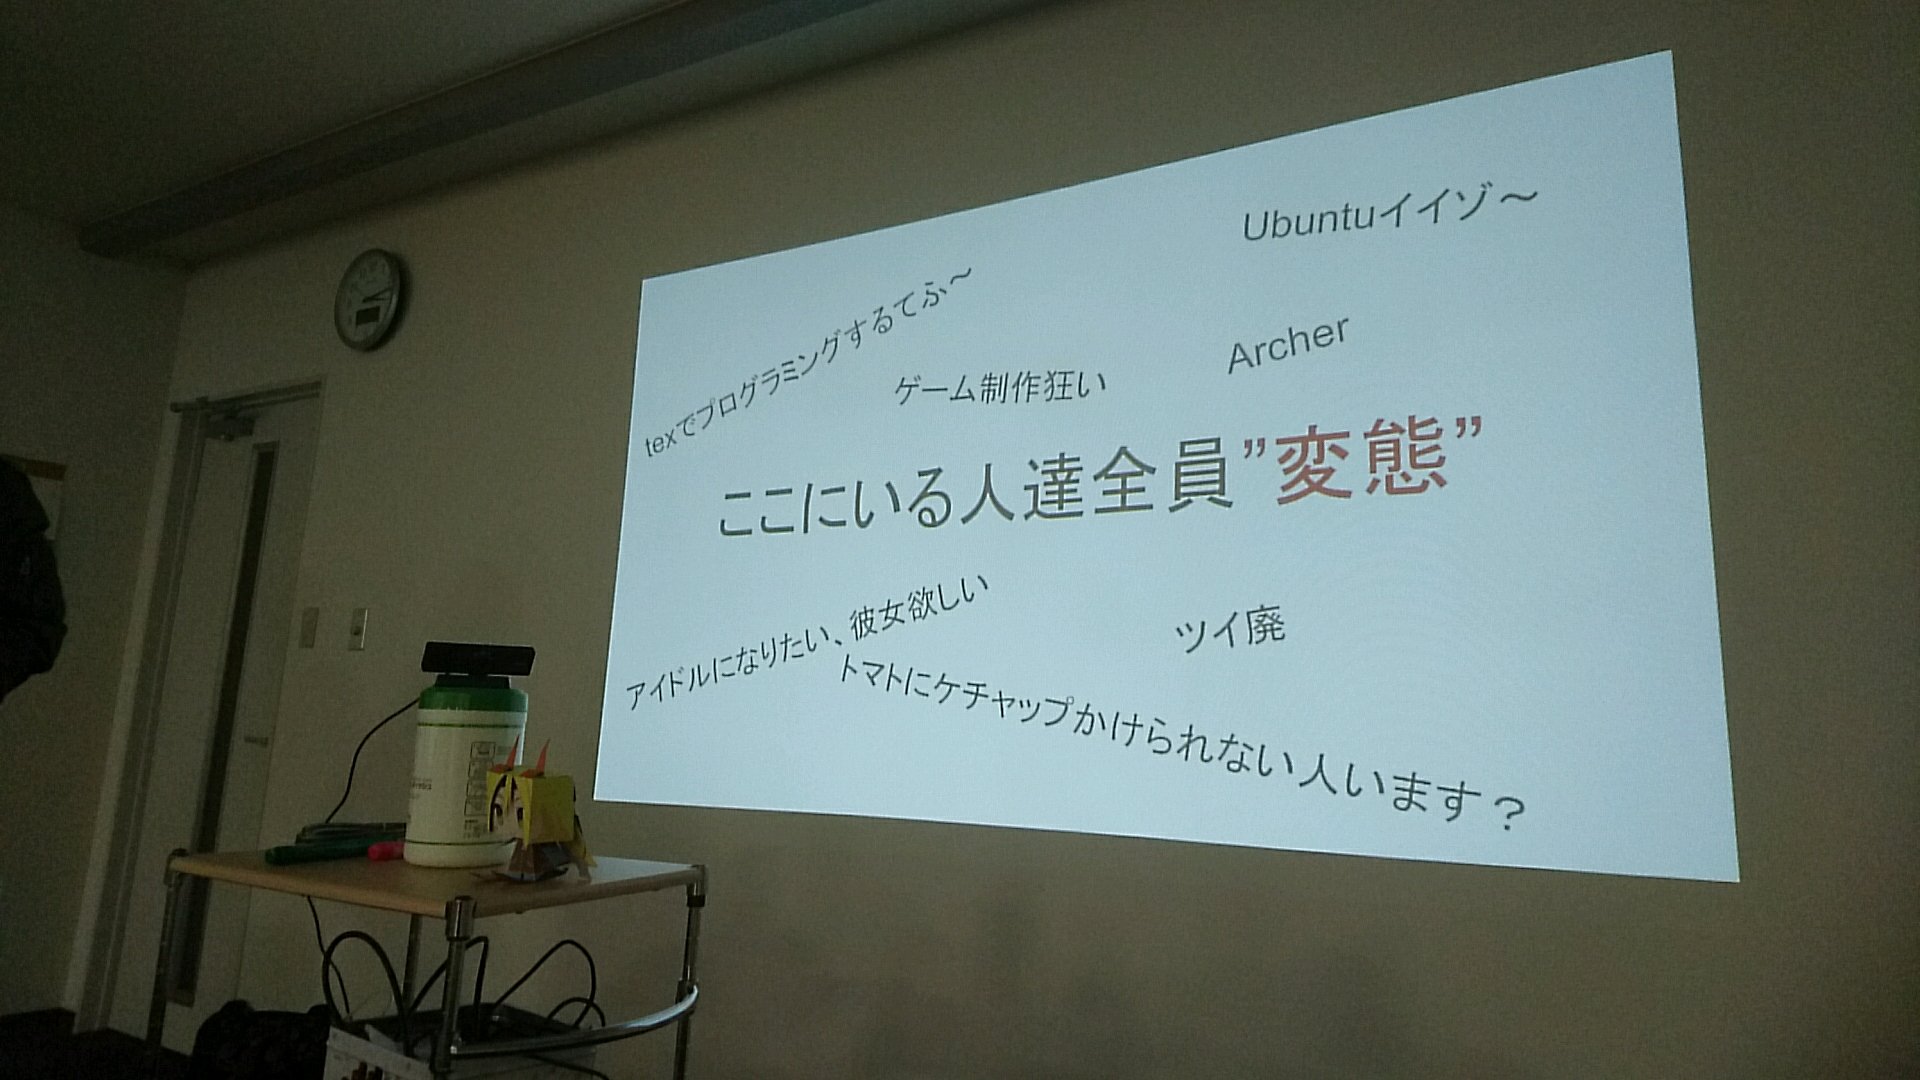 Ubuntuイイゾ～
texでプログラミングするてふ～
Archer
ゲーム制作狂い
ここにいる人達全員”変態”
アイドルになりたい、彼女欲しい
ツイ廃
トマトにケチャップかけられない人います？